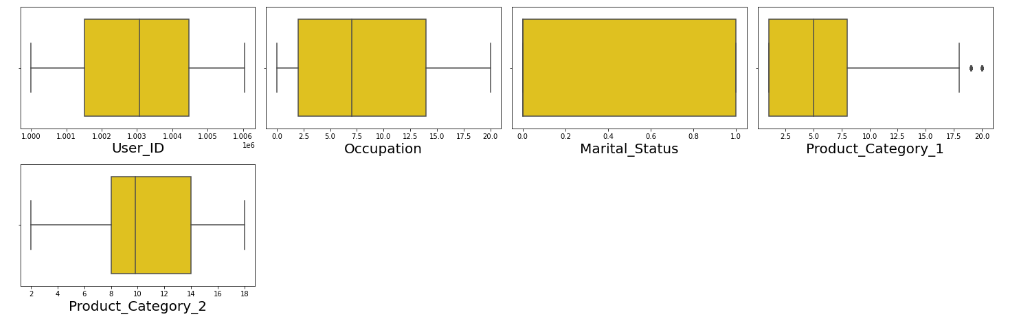 1.000 1.001 1.002 1.003 1.004 1.005 1.006
1e6
User_ID
0.0 2.5 5.0 7.5 10.0 12.5 15.0 17.5 20.0
Occupation
0.0 0.2 0.4 0.6 0.8 1.0
Marital_Status
2.5 5.0 7.5 10.0 12.5 15.0 17.5 20.0
Product_Category_1
2 4 6 8 10 12 14 16 18
Product_Category_2